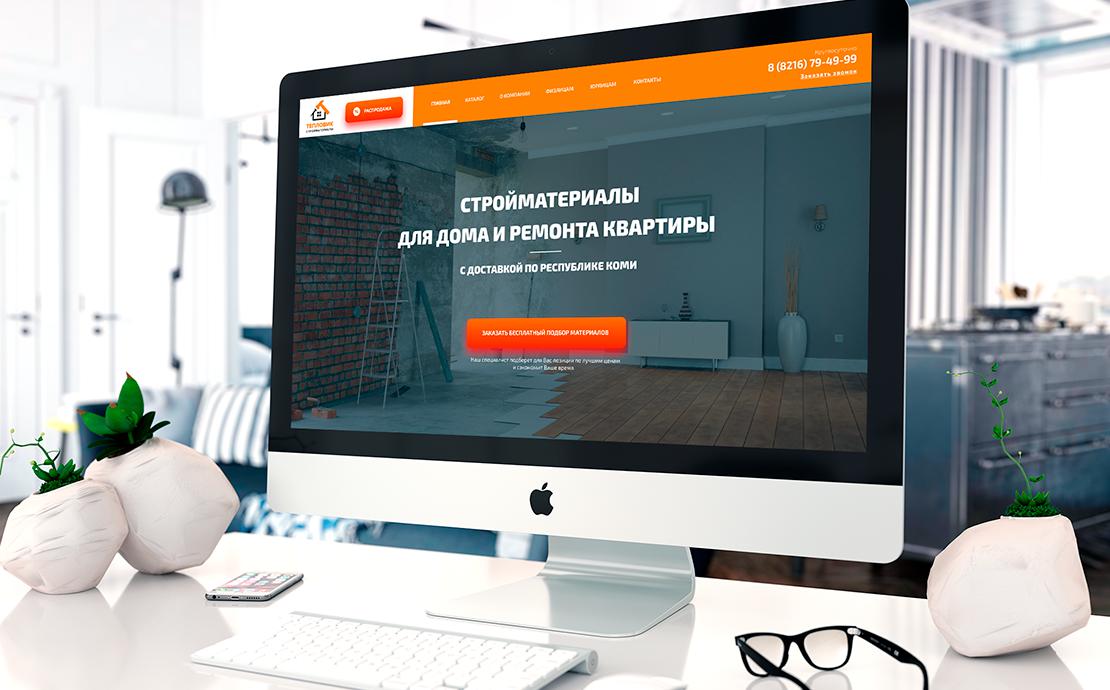 ТЕПЛОВИК
СТРОЙМАТЕРИАЛЫ
РАСПРОДАЖА
ГЛАВНАЯ
КАТАЛОГ
О КОМПАНИИ
ФИЗЛИЦАМ
ЮРЛИЦАМ
КОНТАКТЫ
Круглосуточно
8 (8216) 79-49-99
Заказать звонок
СТРОЙМАТЕРИАЛЫ
ДЛЯ ДОМА И РЕМОНТА КВАРТИРЫ
С ДОСТАВКОЙ ПО РЕСПУБЛИКЕ КОМИ
ЗАКАЗАТЬ БЕСПЛАТНЫЙ ПОДБОР МАТЕРИАЛОВ
Наш специалист подберет для Вас позиции по лучшим ценам
и сэкономит Ваше время